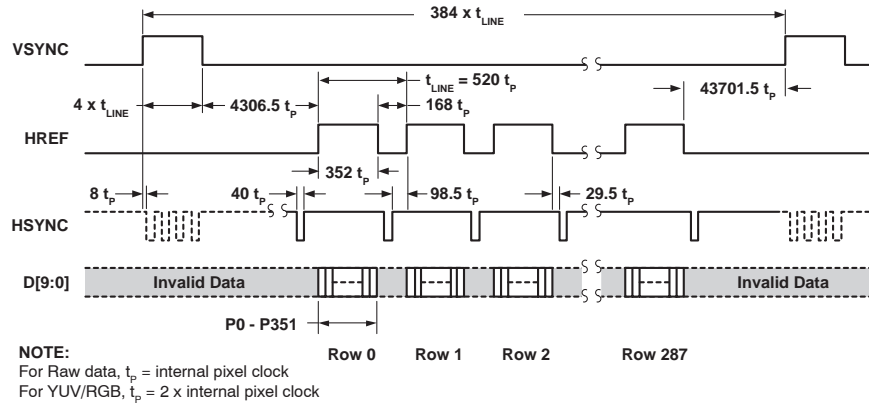 384 x tLINE
VSYNC
tLINE = 520 tP
4 x tLINE
4306.5 tP
168 tP
43701.5 tP
HREF
352 tP
8 tP
40 tP
98.5 tP
29.5 tP
HSYNC
D[9:0]
Invalid Data
Invalid Data
P0 - P351
Row 0
Row 1
Row 2
Row 287
NOTE:
For Raw data, tP = internal pixel clock
For YUV/RGB, tP = 2 x internal pixel clock